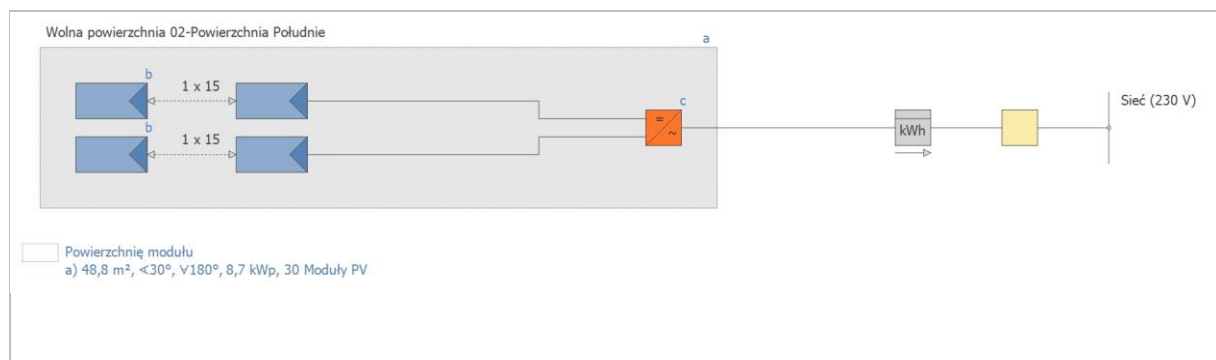 Wolna powierzchnia 02-Powierzchnia Południe
a
b
1 x 15
c
= ~
b
1 x 15
kWh
Sieć (230 V)
Powierzchnię modułu
a) 48,8 m², <30°, ∀180°, 8,7 kWp, 30 Moduły PV